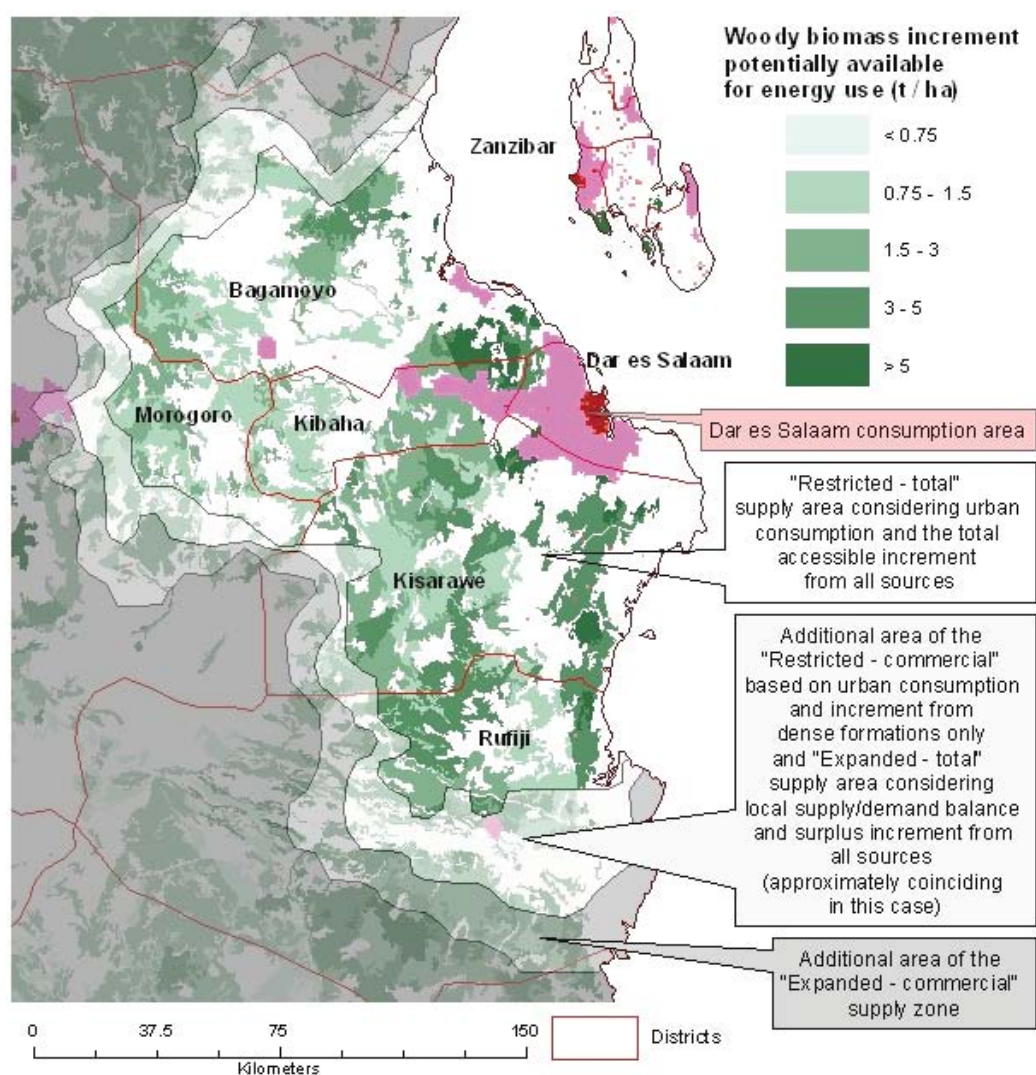 Woody biomass increment
potentially available
for energy use (t / ha)
< 0.75
0.75 - 1.5
1.5 - 3
3 - 5
> 5
Zanzibar
Bagamoyo
Dar es Salaam
Morogoro
Kibaha
Dar es Salaam consumption area
"Restricted - total"
supply area considering urban
consumption and the total
accessible increment
from all sources
Kisarawe
Additional area of the
"Restricted - commercial"
based on urban consumption
and increment from
dense formations only
and "Expanded - total"
supply area considering
local supply/demand balance
and surplus increment from
all sources
(approximately coinciding
in this case)
Rufiji
Additional area of the
"Expanded - commercial"
supply zone
0 37.5 75 150
Kilometers
Districts